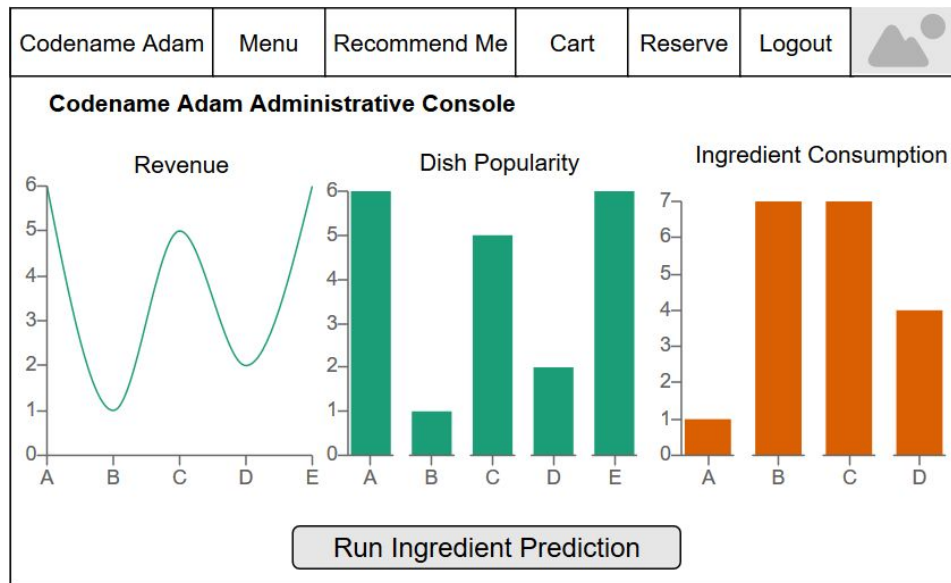 Codename Adam Menu Recommend Me Cart Reserve Logout
Codename Adam Administrative Console
Revenue
6
5
4
3
2
1
0
A B C D E
Dish Popularity
6
5
4
3
2
1
0
A B C D E
Ingredient Consumption
7
6
5
4
3
2
1
0
A B C D
Run Ingredient Prediction